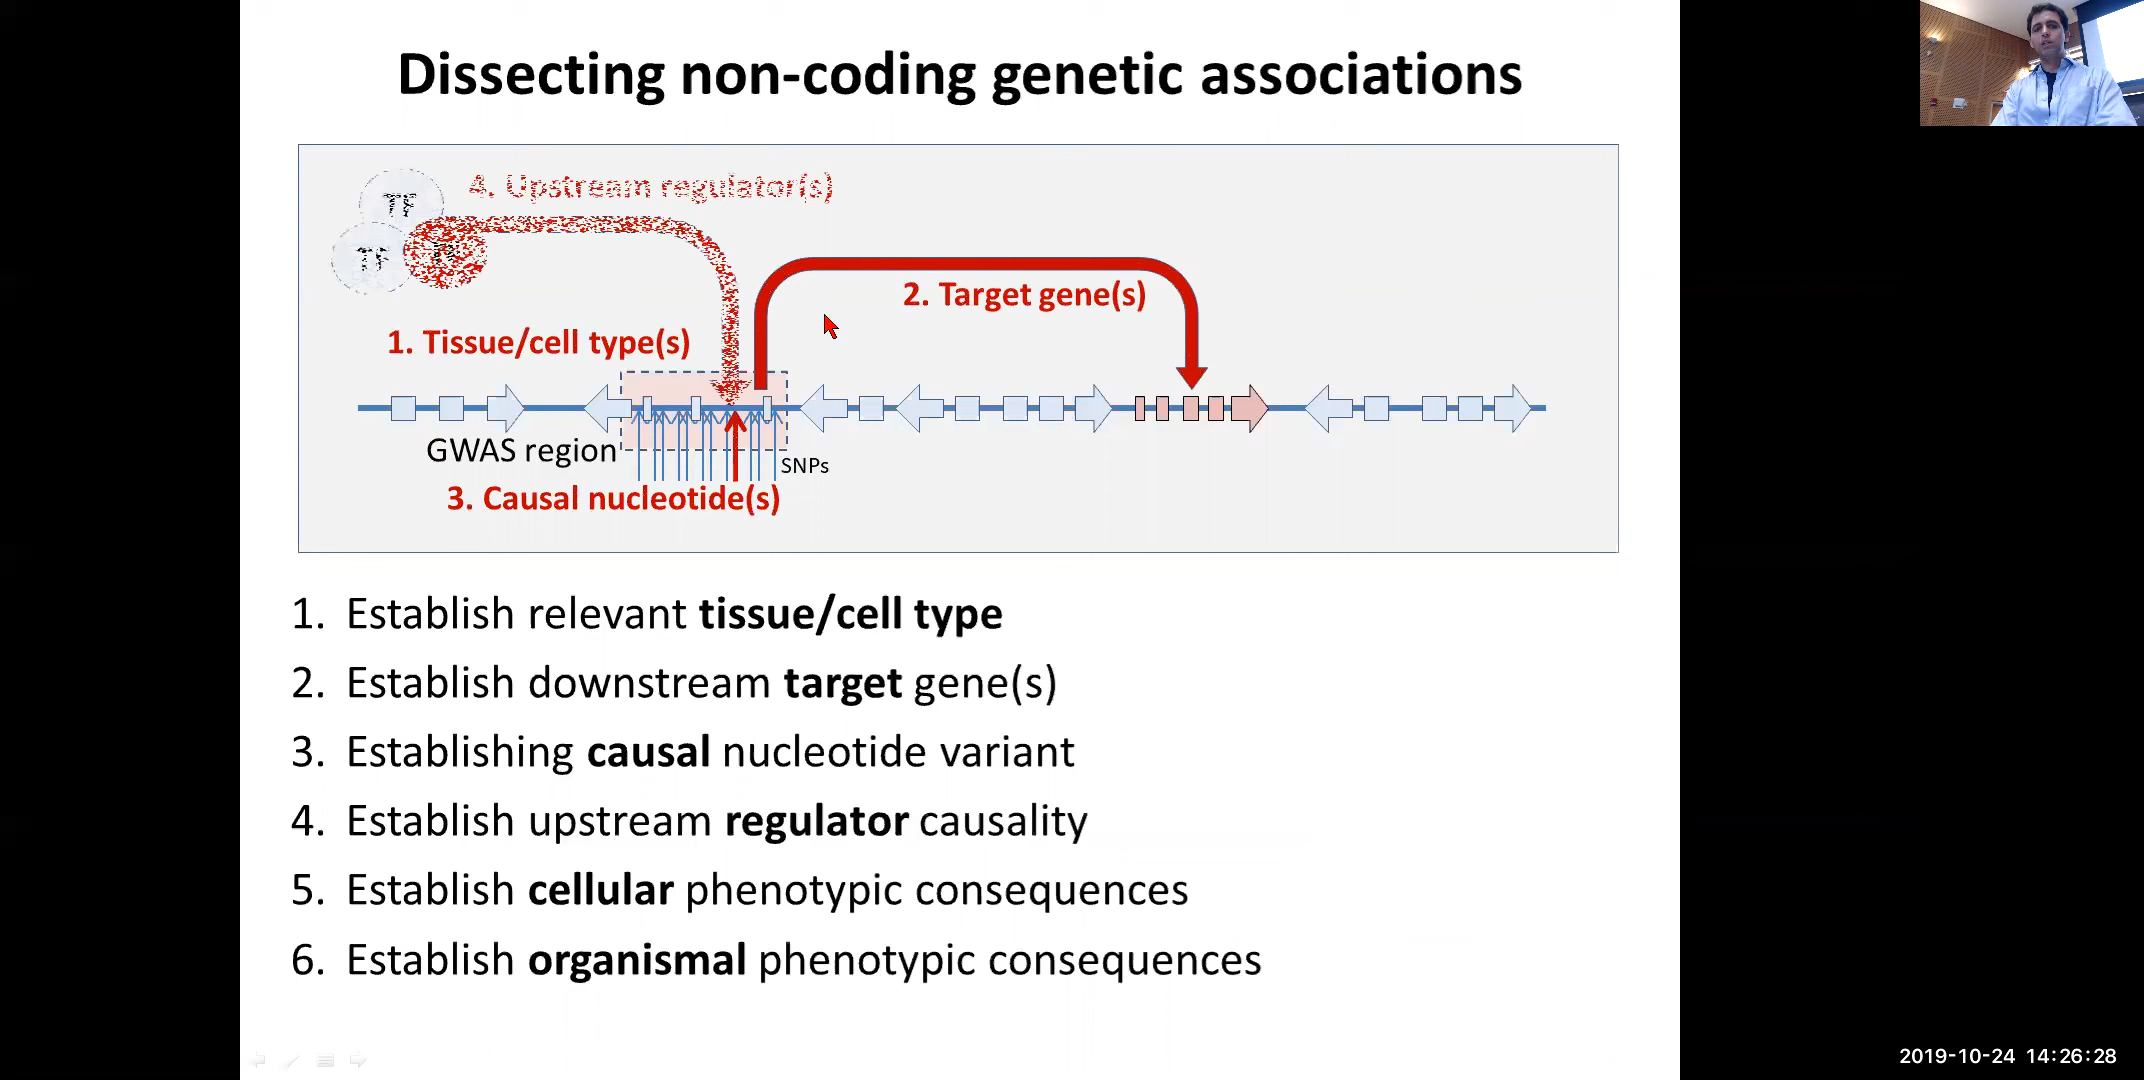 Dissecting non-coding genetic associations
4. Upstream regulator(s)
2. Target gene(s)
1. Tissue/cell type(s)
GWAS region
SNPs
3. Causal nucleotide(s)
1. Establish relevant tissue/cell type
2. Establish downstream target gene(s)
3. Establishing causal nucleotide variant
4. Establish upstream regulator causality
5. Establish cellular phenotypic consequences
6. Establish organismal phenotypic consequences
2019-10-24 14:26:28